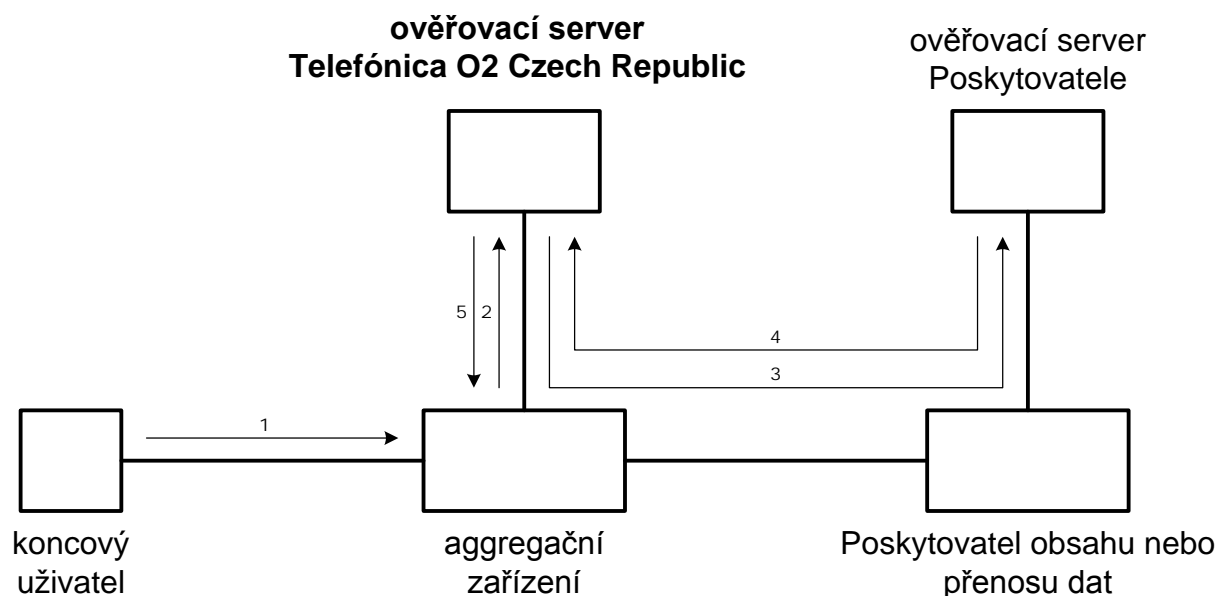 ověřovací server
Telefónica O2 Czech Republic
ověřovací server
Poskytovatele
5
2
4
3
1
koncový
uživatel
aggregační
zařízení
Poskytovatel obsahu nebo
přenosu dat